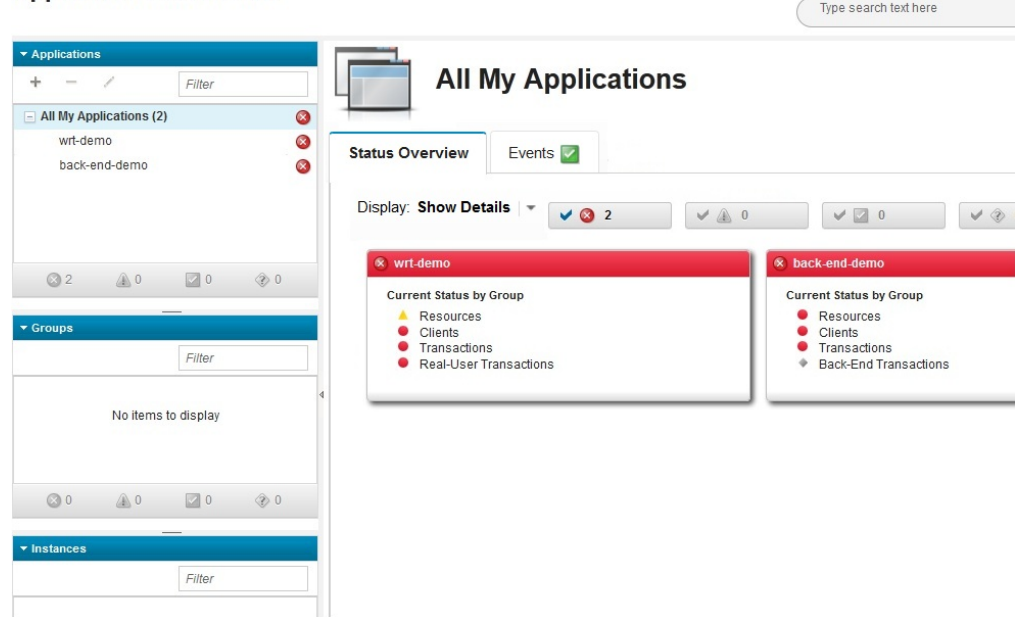 Type search text here
Applications
Filter
All My Applications (2)
wrt-demo
back-end-demo
2 0 0 0
Groups
Filter
No items to display
0 0 0 0
Instances
Filter
All My Applications
Status Overview Events
Display: Show Details 2 0 0
wrt-demo
Current Status by Group
Resources
Clients
Transactions
Real-User Transactions
back-end-demo
Current Status by Group
Resources
Clients
Transactions
Back-End Transactions